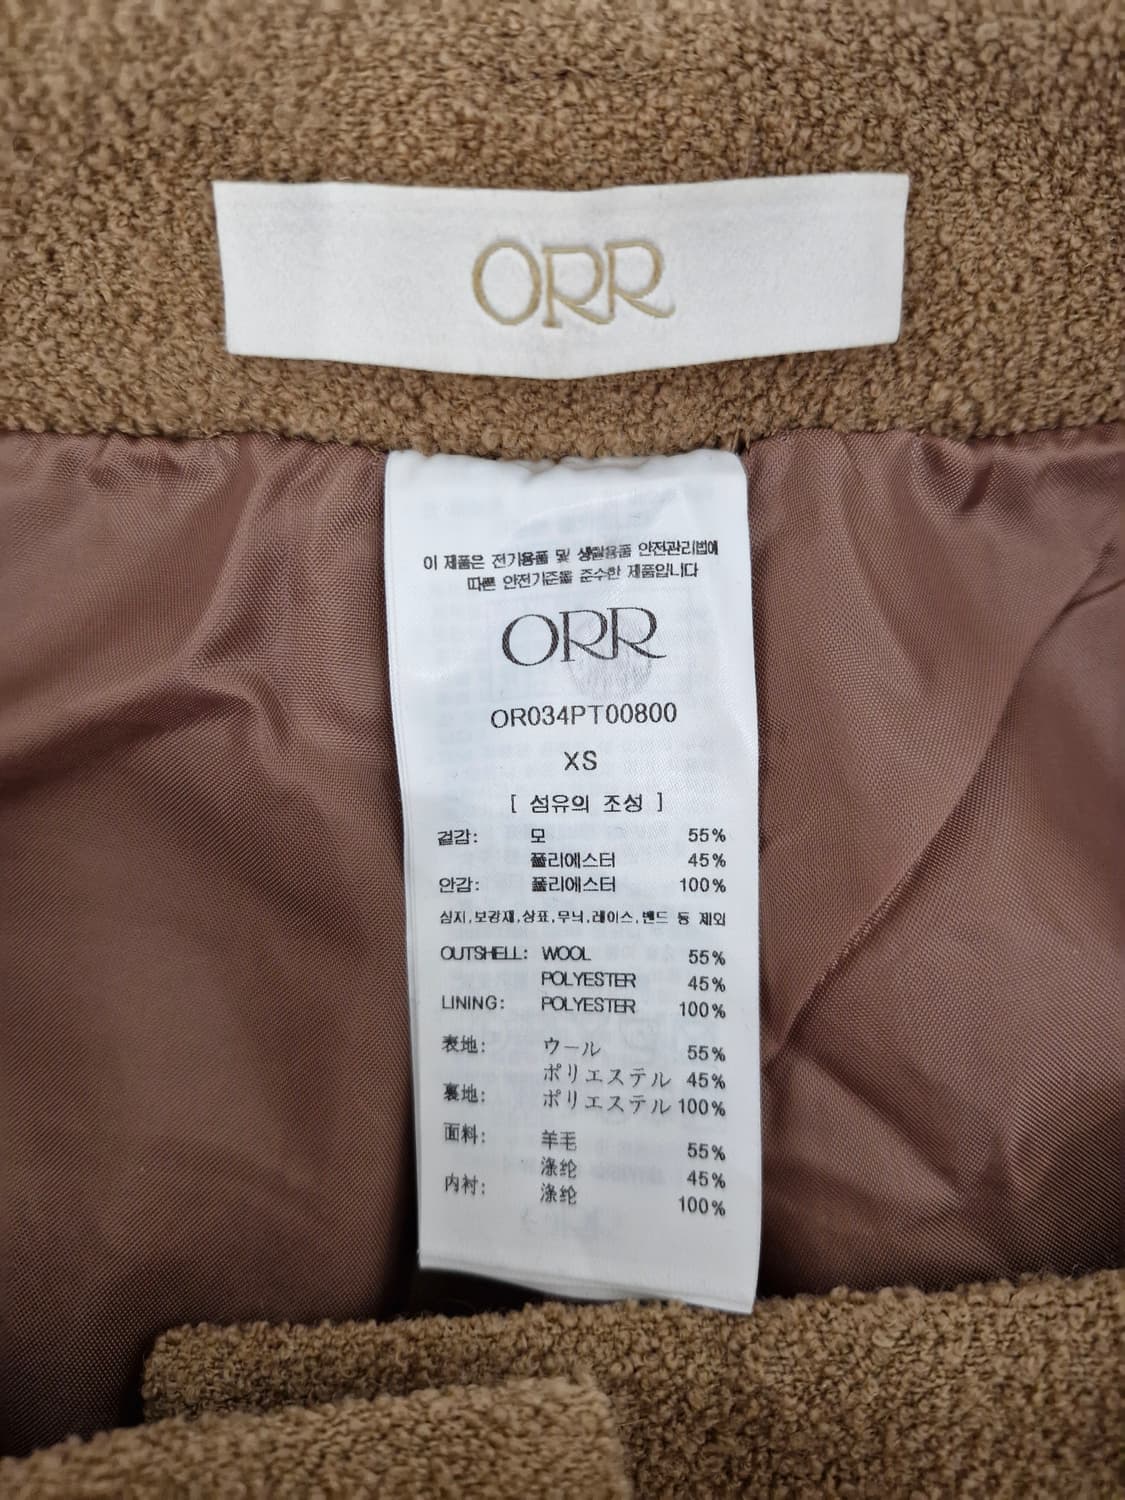 ORR
이 제품은 전기용품 및 생활용품 안전관리법에
따른 안전기준을 준수한 제품입니다
ORR
OR034PT00800
XS
[ 섬유의 조성 ]
겉감: 모 55%
폴리에스터 45%
안감: 폴리에스터 100%
심지,보강재,상표,무늬,레이스,밴드 등 제외
OUTSHELL: WOOL 55%
POLYESTER 45%
LINING: POLYESTER 100%
表地: ウール 55%
ポリエステル 45%
裏地: ポリエステル 100%
面料: 羊毛 55%
涤纶 45%
内衬: 涤纶 100%